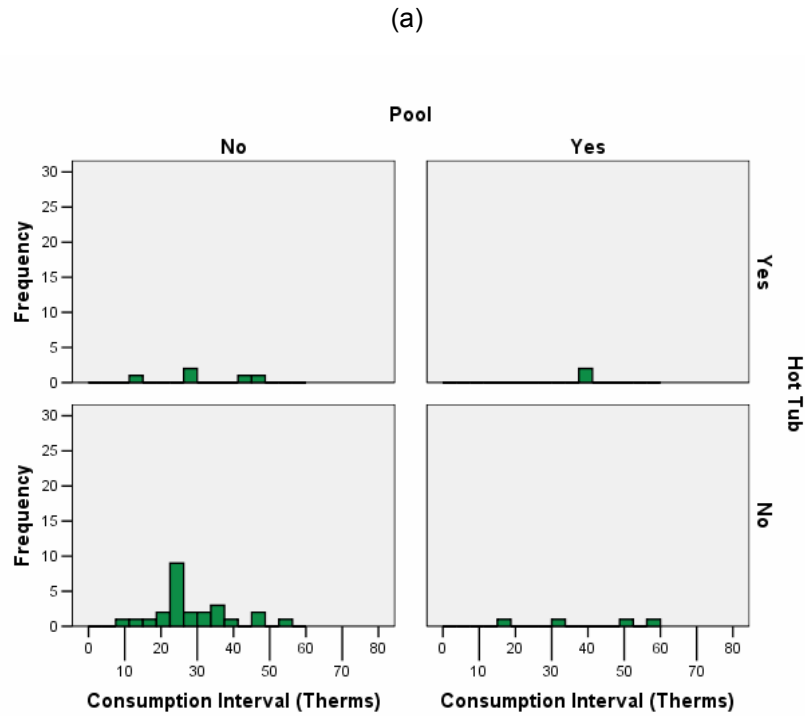 (a)
Pool
No Yes
30
25
20
15
10
5
0
Frequency
Yes
30
25
20
15
10
5
0
Frequency
No
Hot Tub
0 20 40 60 80 0 20 40 60 80
10 30 50 70 10 30 50 70
Consumption Interval (Therms) Consumption Interval (Therms)